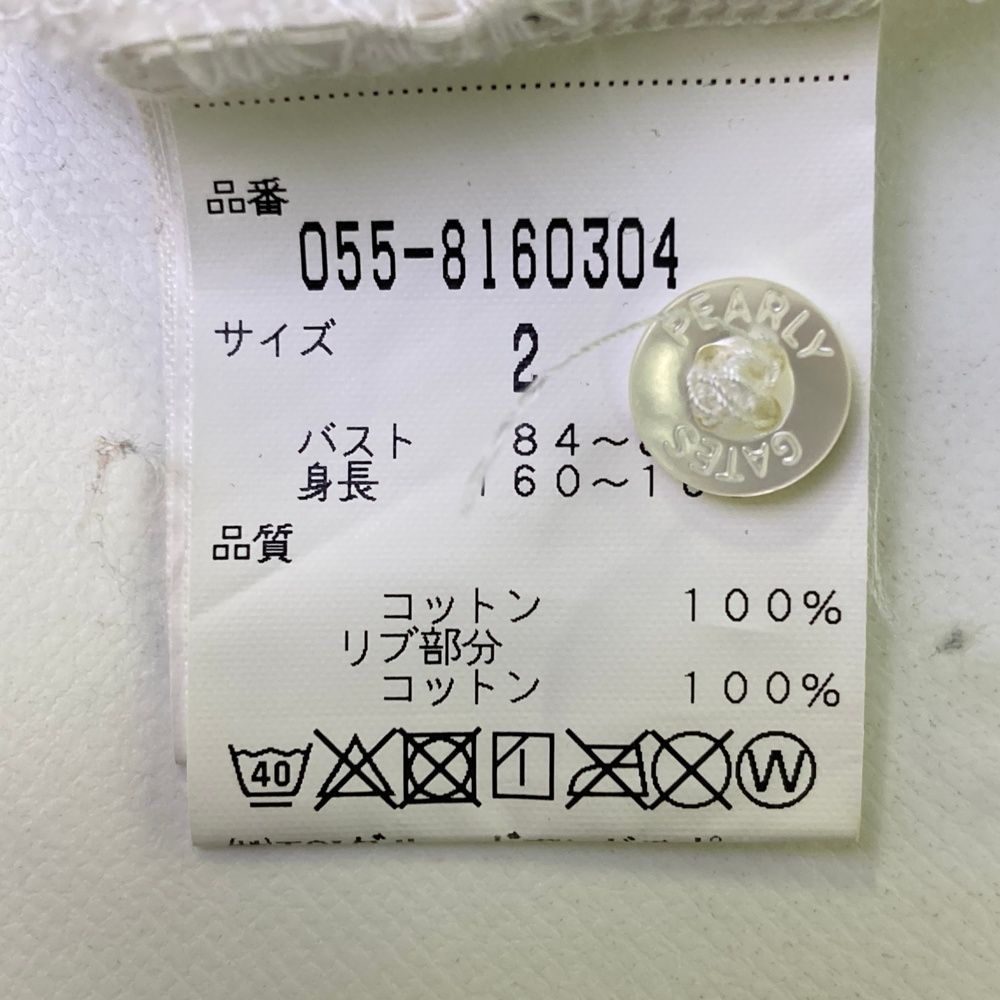 品番
055-8160304
サイズ 2
バスト 84～
身長 160～16
品質
コットン 100%
リブ部分
コットン 100%
40
W
PEARLY
GATES